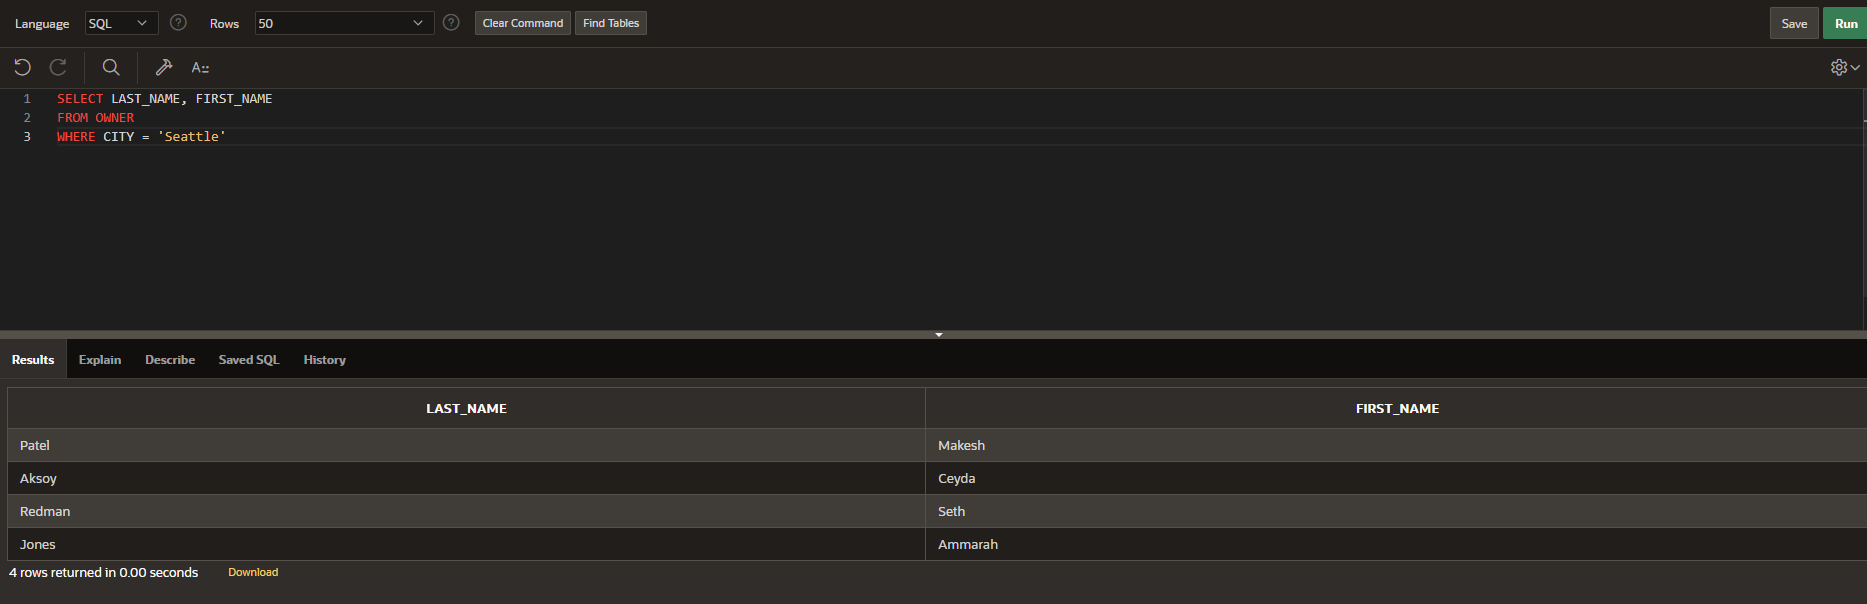 Language SQL Rows 50 Clear Command Find Tables Save Run
1 SELECT LAST_NAME, FIRST_NAME
2 FROM OWNER
3 WHERE CITY = 'Seattle'
Results Explain Describe Saved SQL History
LAST_NAME FIRST_NAME
Patel Makesh
Aksoy Ceyda
Redman Seth
Jones Ammarah
4 rows returned in 0.00 seconds Download